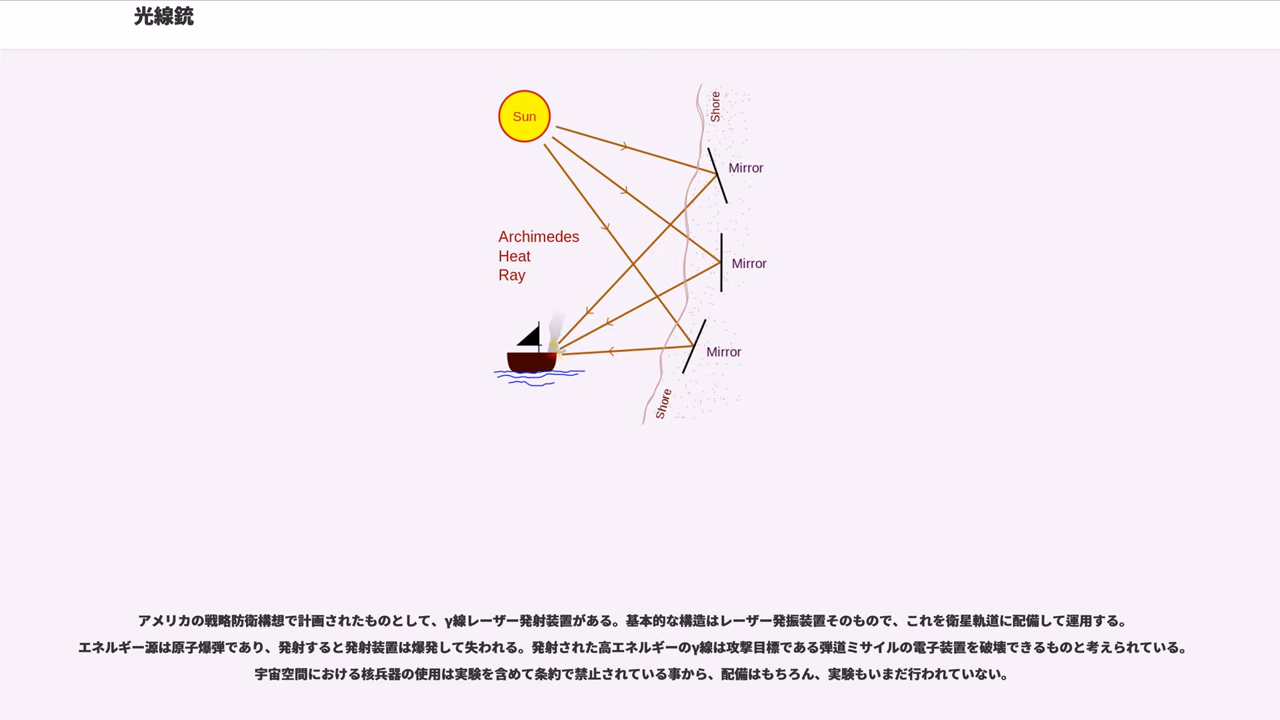 光線銃
Sun
Shore
Mirror
Archimedes
Heat
Ray
Mirror
Mirror
Shore
アメリカの戦略防衛構想で計画されたものとして、γ線レーザー発射装置がある。基本的な構造はレーザー発振装置そのもので、これを衛星軌道に配備して運用する。
エネルギー源は原子爆弾であり、発射すると発射装置は爆発して失われる。発射された高エネルギーのγ線は攻撃目標である弾道ミサイルの電子装置を破壊できるものと考えられている。
宇宙空間における核兵器の使用は実験を含めて条約で禁止されている事から、配備はもちろん、実験もいまだ行われていない。